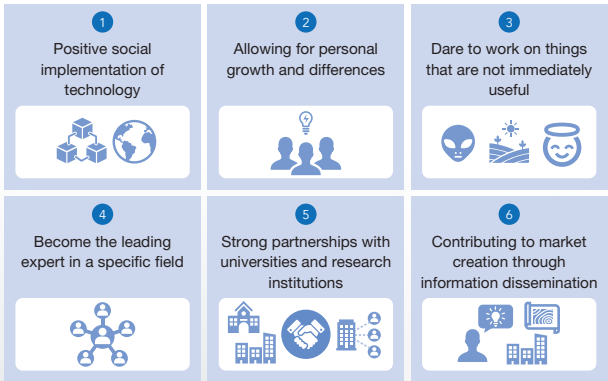 1
Positive social
implementation of
technology
2
Allowing for personal
growth and differences
3
Dare to work on things
that are not immediately
useful
4
Become the leading
expert in a specific field
5
Strong partnerships with
universities and research
institutions
6
Contributing to market
creation through
information dissemination